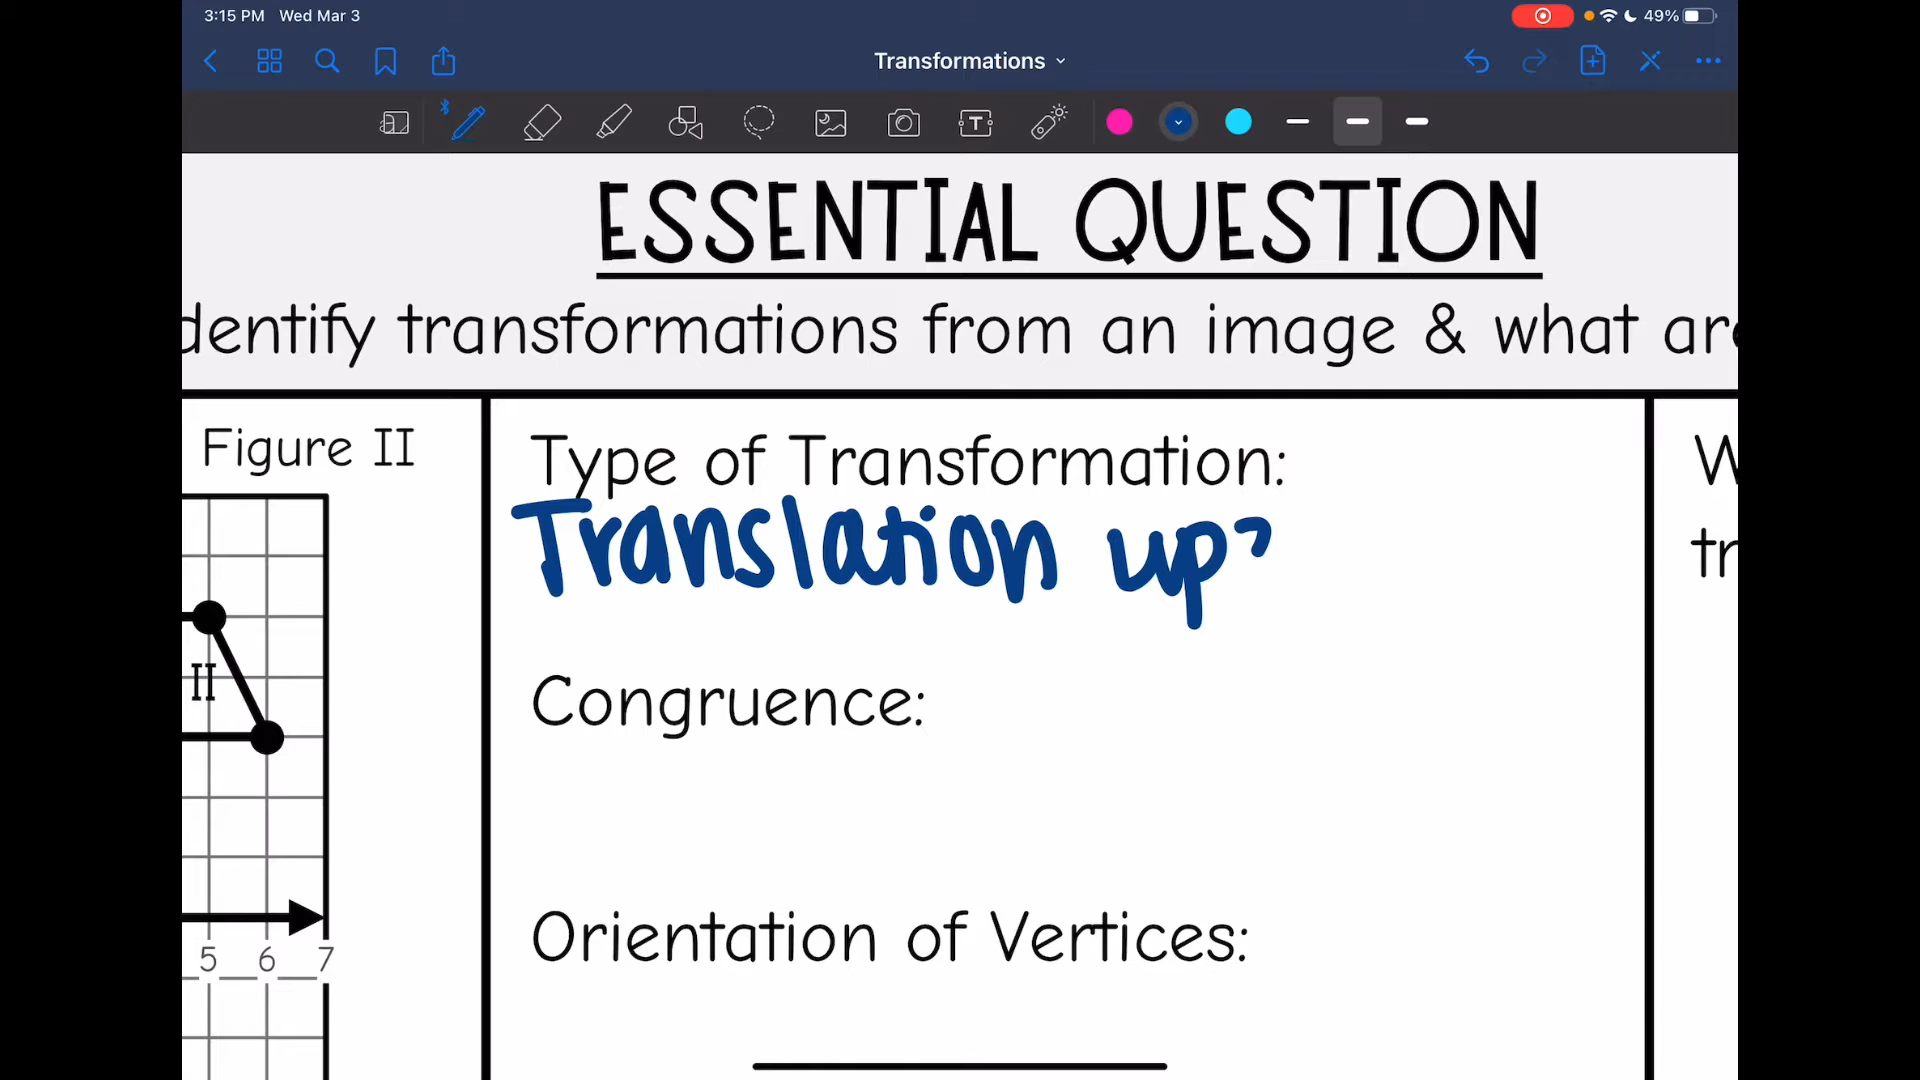 3:15 PM Wed Mar 3
49%
Transformations
T
ESSENTIAL QUESTION
dentify transformations from an image & what are
Figure II
Type of Transformation:
Translation up
II
Congruence:
Orientation of Vertices:
5 6 7
W
tr